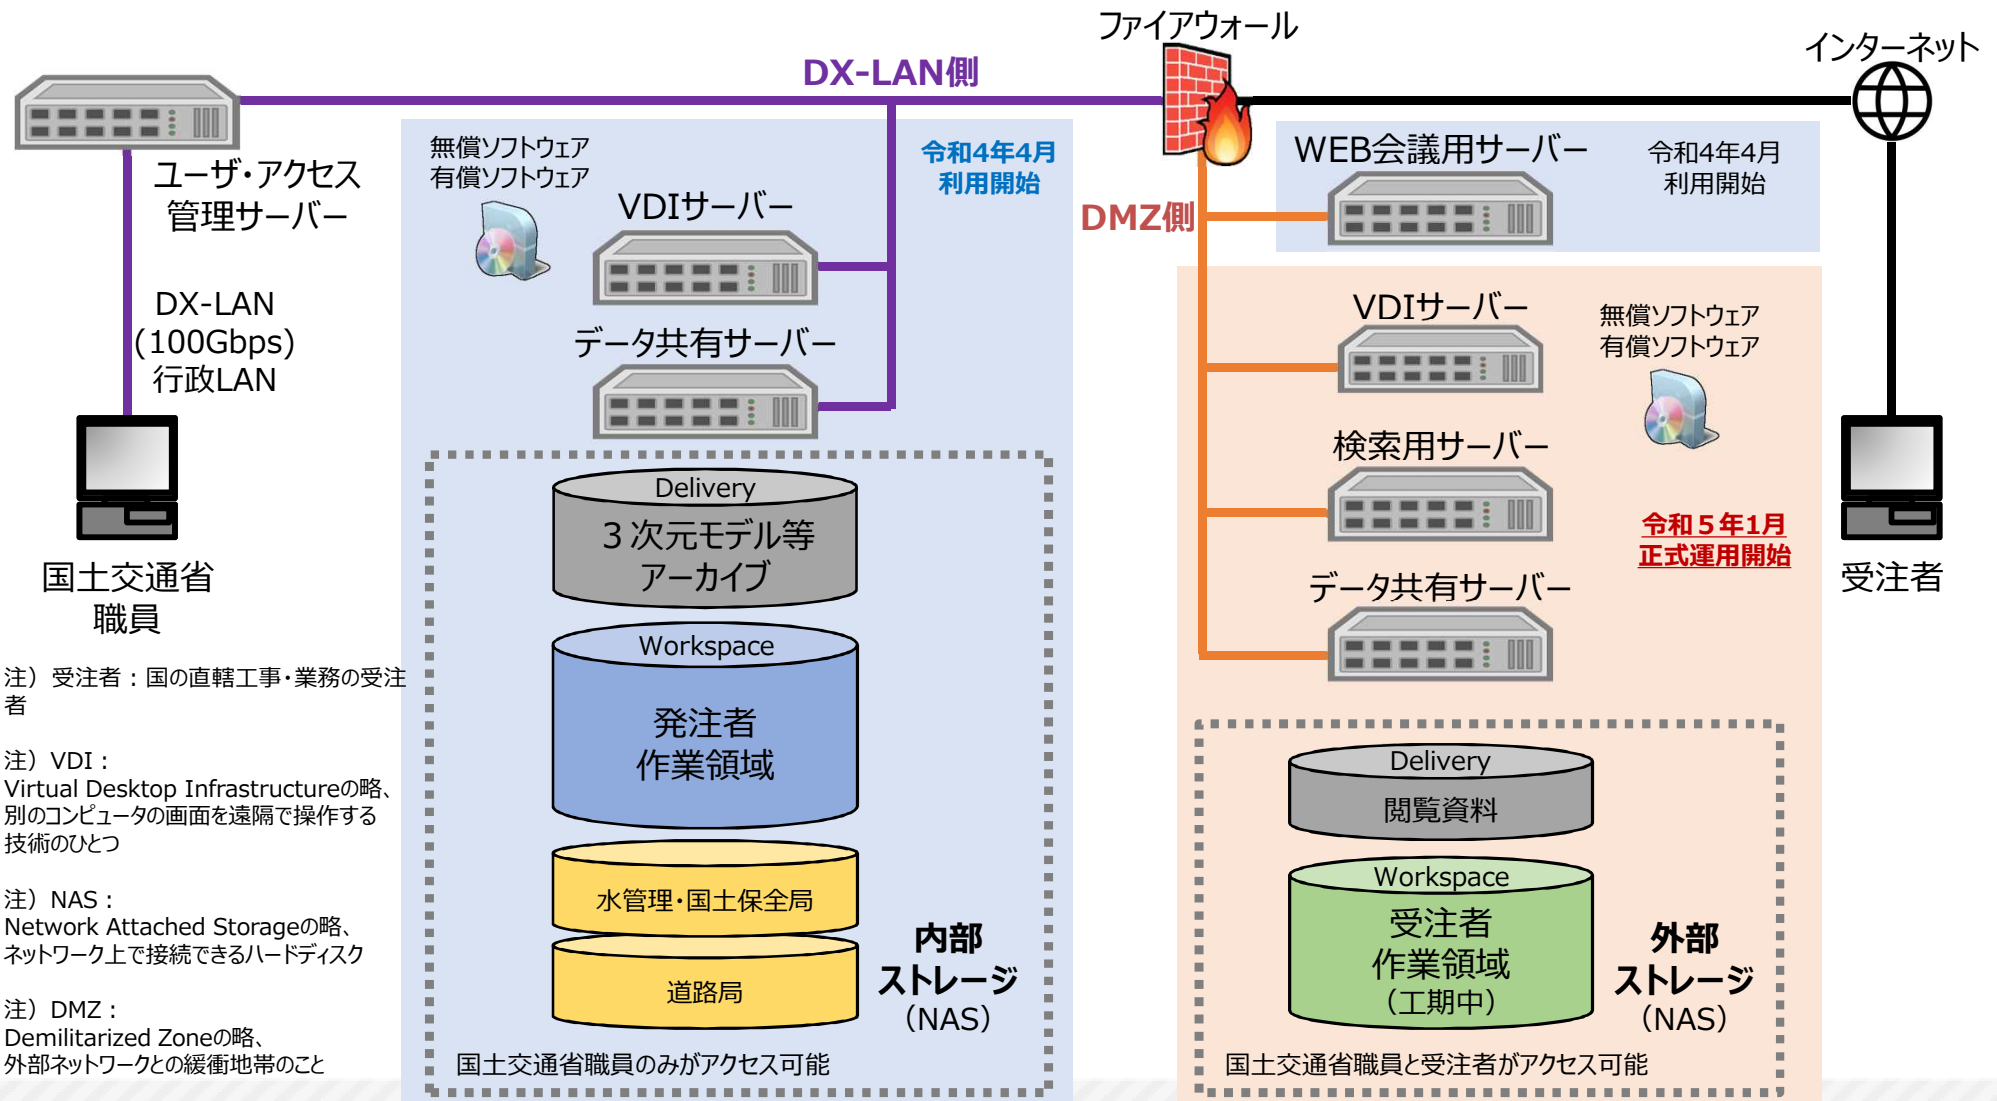 ファイアウォール
インターネット
DX-LAN側
ユーザ・アクセス
管理サーバー
DX-LAN
(100Gbps)
行政LAN
国土交通省
職員
無償ソフトウェア
有償ソフトウェア
令和4年4月
利用開始
VDIサーバー
データ共有サーバー
Delivery
3次元モデル等
アーカイブ
Workspace
発注者
作業領域
水管理・国土保全局
道路局
内部
ストレージ
（NAS）
国土交通省職員のみがアクセス可能
DMZ側
WEB会議用サーバー
令和4年4月
利用開始
VDIサーバー
無償ソフトウェア
有償ソフトウェア
検索用サーバー
令和５年1月
正式運用開始
データ共有サーバー
Delivery
閲覧資料
Workspace
受注者
作業領域
（工期中）
外部
ストレージ
（NAS）
国土交通省職員と受注者がアクセス可能
受注者
注）受注者：国の直轄工事・業務の受注
者
注）VDI：
Virtual Desktop Infrastructureの略、
別のコンピュータの画面を遠隔で操作する
技術のひとつ
注）NAS：
Network Attached Storageの略、
ネットワーク上で接続できるハードディスク
注）DMZ：
Demilitarized Zoneの略、
外部ネットワークとの緩衝地帯のこと